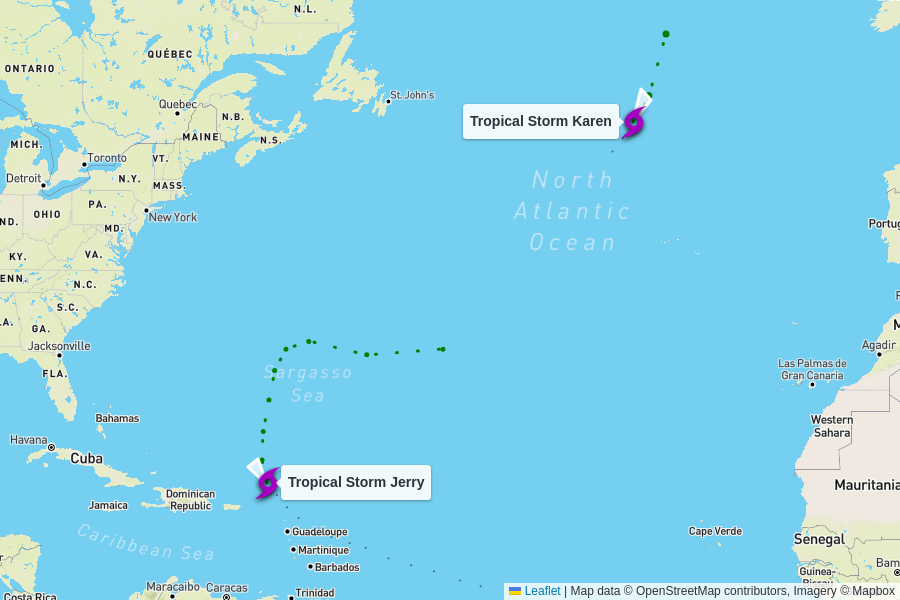 N.L.
QUÉBEC
ONTARIO
St. John's
Quebec
N.B.
MAINE
N.S.
MICH.
Toronto
VT.
Detroit
N.Y.
MASS.
PA.
OHIO
New York
ND.
MD.
KY.
VA.
ENN.
N.C.
S.C.
LA.
GA.
Jacksonville
FLA.
Tropical Storm Karen
North
Atlantic
Ocean
Portug
Agadir
Las Palmas de
Gran Canaria
Western
Sahara
Sargasso
Sea
Bahamas
Havana
Cuba
Tropical Storm Jerry
Dominican
Republic
Jamaica
Mauritania
Caribbean Sea
Guadeloupe
Martinique
Barbados
Cape Verde
Senegal
Bam
Guinea-
Bissau
Maracaibo
Caracas
Trinidad
Costa Rica
Leaflet | Map data © OpenStreetMap contributors, Imagery © Mapbox